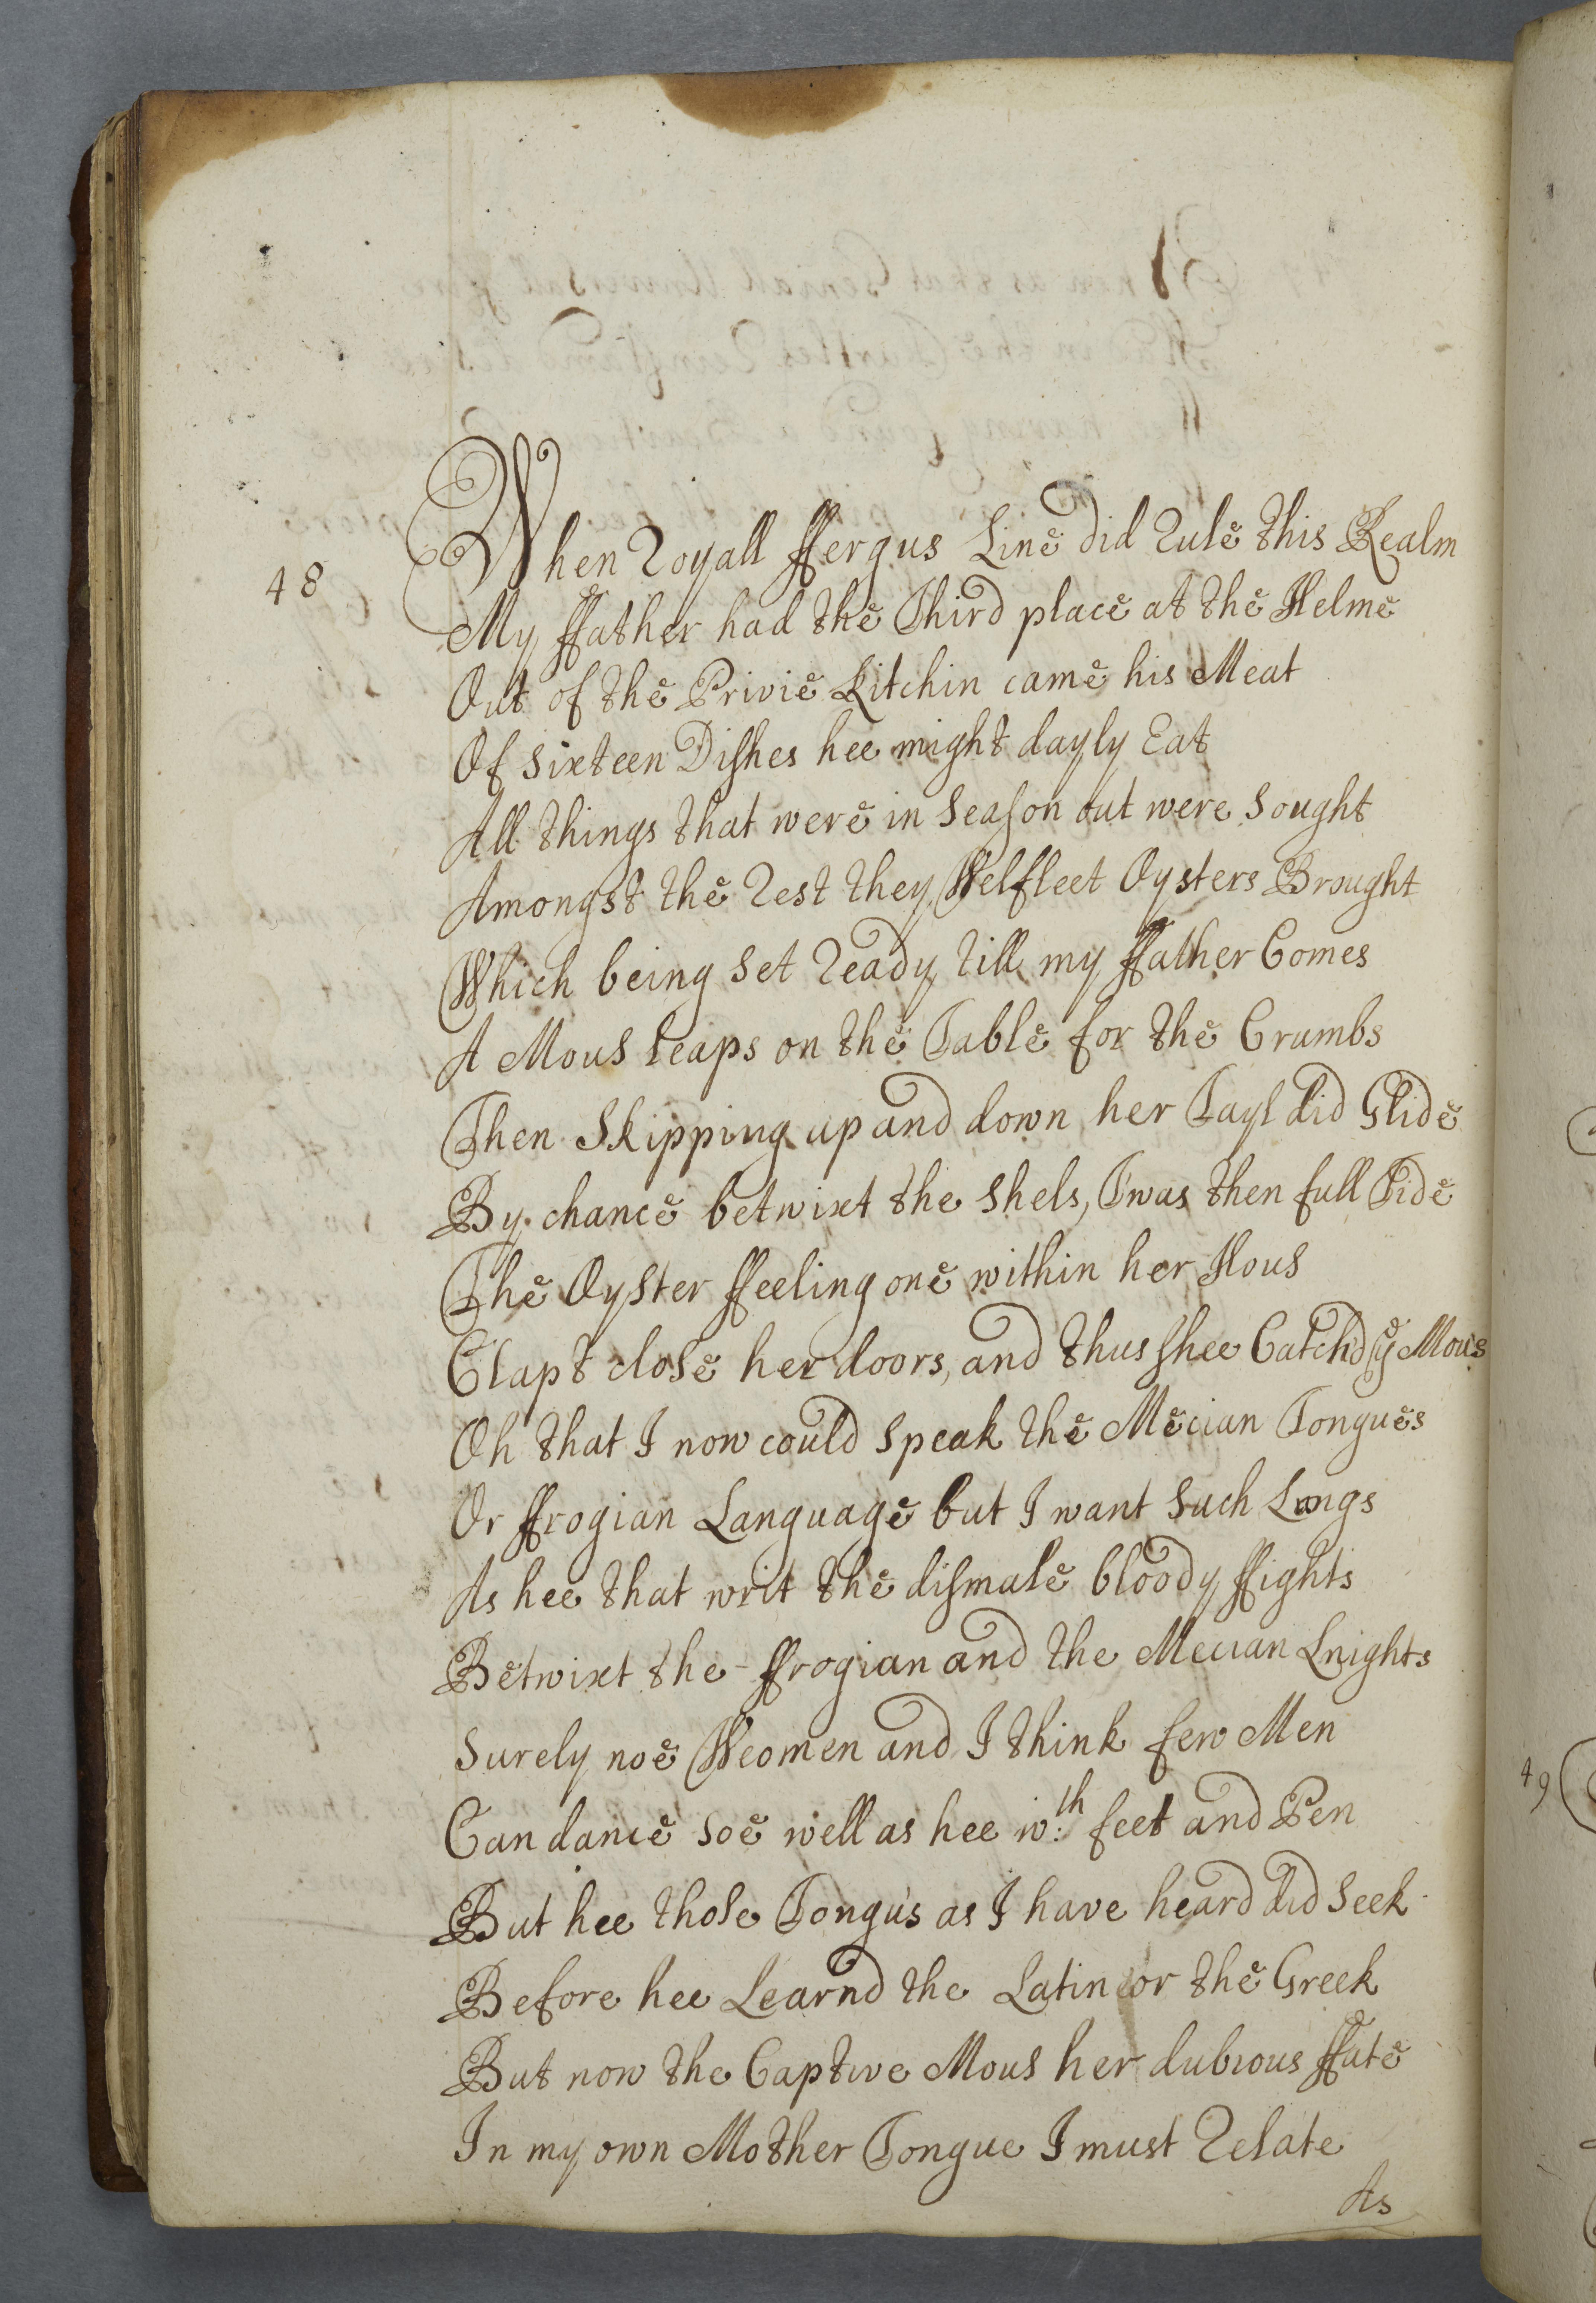 48
When Royall ffergus Line did Rule this Realm
My ffather had the Third place at the Helme
Out of the Privie Kitchin came his Meat
Of sixteen Dishes hee might dayly Eat
All things that were in Season out were Sought
Amongst the Rest they Welfleet Oysters Brought
Which being Set Ready till my ffather Comes
A Mous leaps on the Table for the Crumbs
Then Skipping up and down her Tayl did Glide
By chance betwixt the Shels, T'was then full Tide
The Oyster ffeeling one within her Hous
Clapt close her doors, and thus shee Catch'd ye Mous
Oh that I now could Speak the Mecian Tongues
Or ffrogian Language but I want Such Lungs
As hee that writ the dismale bloody ffights
Betwixt the ffrogian and the Mecian Knights
Surely noe Weomen and I think few Men
Can dance soe well as hee wth feet and Pen
But hee those Tongu's as I have heard did Seek
Before hee Learnd the Latin or the Greek
But now the Captive Mous her dubious ffate
In my own Mother Tongue I must Relate
As
49